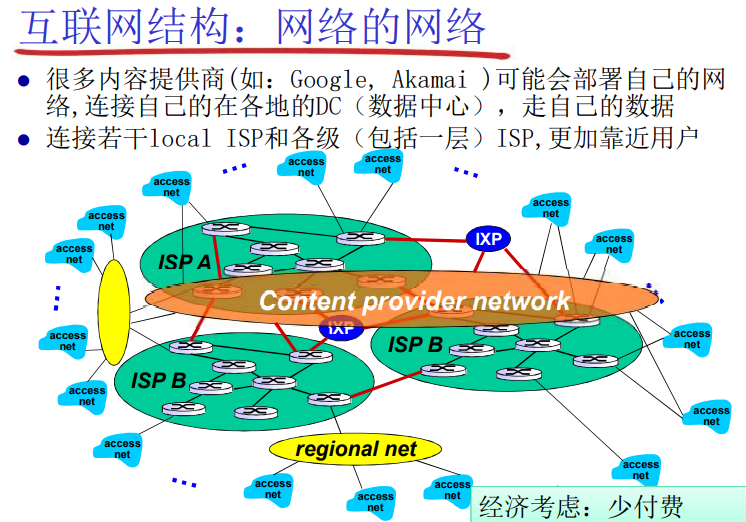 互联网结构：网络的网络
很多内容提供商(如：Google, Akamai )可能会部署自己的网
络,连接自己的在各地的DC（数据中心），走自己的数据
连接若干local ISP和各级（包括一层）ISP,更加靠近用户
access
net
access
net
access
net
access
net
access
net
access
net
access
net
IXP
ISP A
Content provider network
IXP
access
net
access
net
ISP B
ISP B
access
net
access
net
access
net
regional net
access
net
access
net
access
net
access
net
经济考虑：少付费